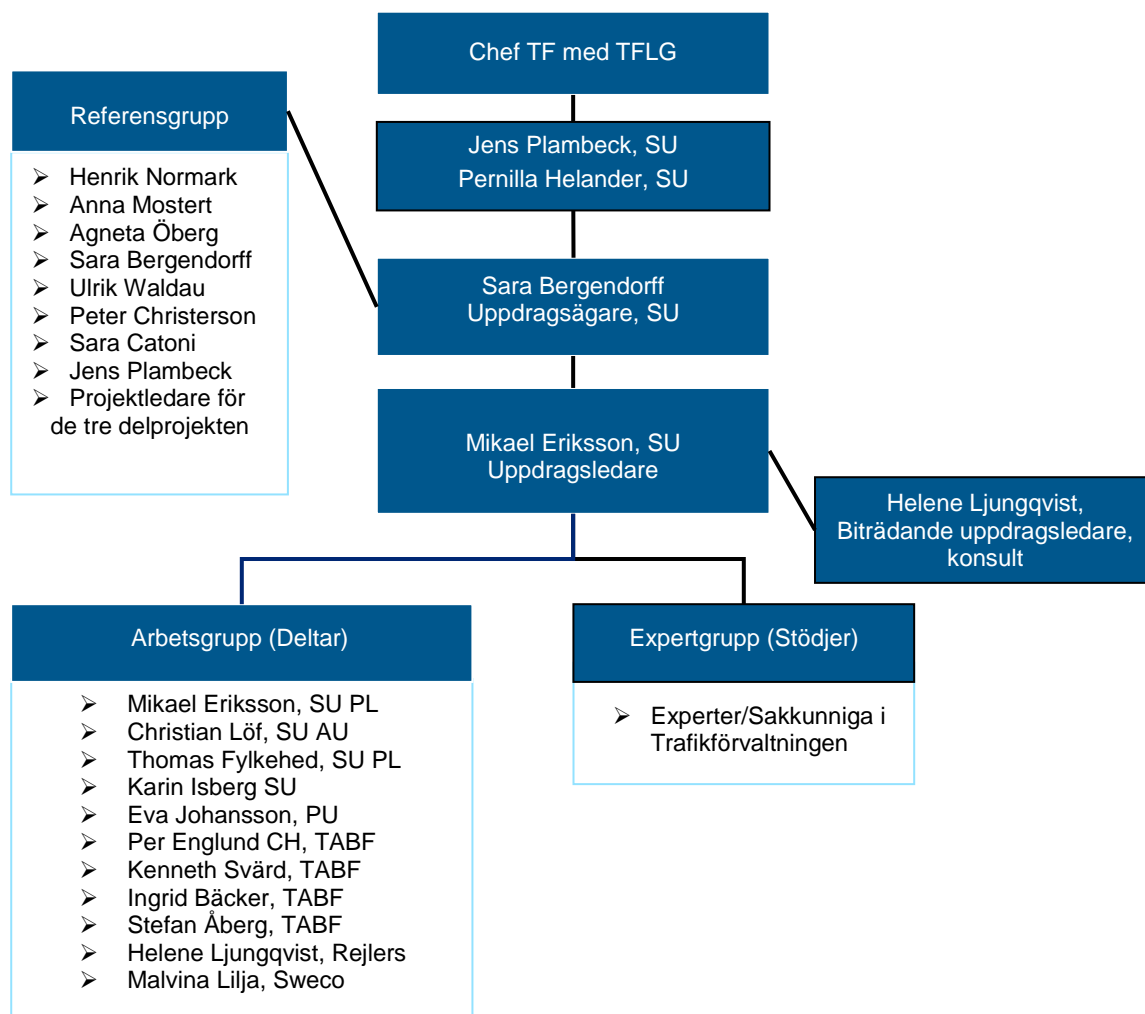 Chef TF med TFLG
Referensgrupp
➢ Henrik Normark
➢ Anna Mostert
➢ Agneta Öberg
➢ Sara Bergendorff
➢ Ulrik Waldau
➢ Peter Christerson
➢ Sara Catoni
➢ Jens Plambeck
➢ Projektledare för
de tre delprojekten
Jens Plambeck, SU
Pernilla Helander, SU
Sara Bergendorff
Uppdragsägare, SU
Mikael Eriksson, SU
Uppdragsledare
Helene Ljungqvist,
Biträdande uppdragsledare,
konsult
Arbetsgrupp (Deltar)
➢ Mikael Eriksson, SU PL
➢ Christian Löf, SU AU
➢ Thomas Fylkehed, SU PL
➢ Karin Isberg SU
➢ Eva Johansson, PU
➢ Per Englund CH, TABF
➢ Kenneth Svärd, TABF
➢ Ingrid Bäcker, TABF
➢ Stefan Åberg, TABF
➢ Helene Ljungqvist, Rejlers
➢ Malvina Lilja, Sweco
Expertgrupp (Stödjer)
➢ Experter/Sakkunniga i
Trafikförvaltningen